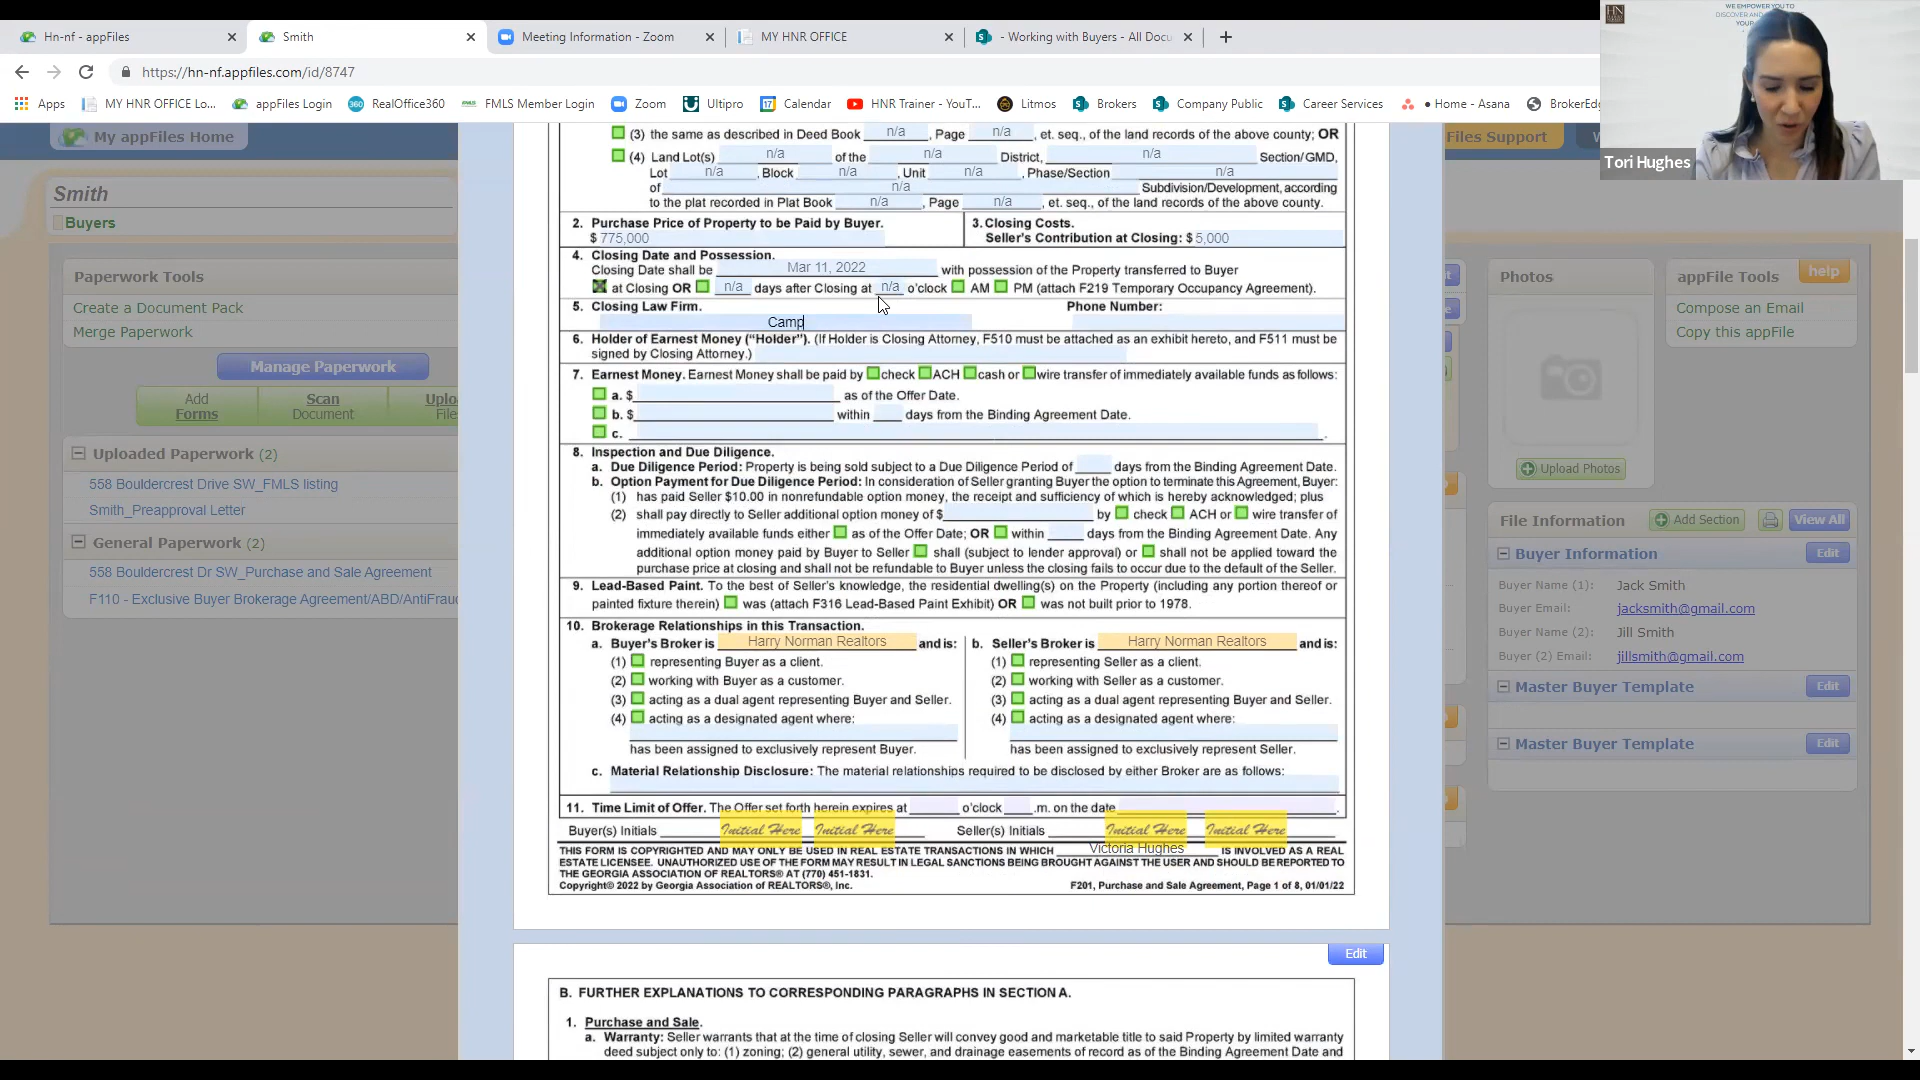 Hn-nf - appFiles
Smith
Meeting Information - Zoom
MY HNR OFFICE
- Working with Buyers - All Docu
https://hn-nf.appfiles.com/id/8747
Apps
MY HNR OFFICE Lo...
appFiles Login
RealOffice360
FMLS Member Login
Zoom
Ultipro
Calendar
HNR Trainer - YouT...
Litmos
Brokers
Company Public
Career Services
Home - Asana
BrokerEdg
HN
WE EMPOWER YOU TO
Tori Hughes
My appFiles Home
Files Support
Smith
Buyers
Paperwork Tools
Create a Document Pack
Merge Paperwork
Manage Paperwork
Add Forms
Scan Document
Uplo
File
Uploaded Paperwork (2)
558 Bouldercrest Drive SW_FMLS listing
Smith_Preapproval Letter
General Paperwork (2)
558 Bouldercrest Dr SW_Purchase and Sale Agreement
F110 - Exclusive Buyer Brokerage Agreement/ABD/AntiFrau
(3) the same as described in Deed Book n/a , Page n/a , et. seq., of the land records of the above county; OR
(4) Land Lot(s) n/a of the n/a District, n/a Section/GMD,
Lot n/a , Block n/a , Unit n/a , Phase/Section n/a
of n/a Subdivision/Development, according
to the plat recorded in Plat Book n/a , Page n/a , et. seq., of the land records of the above county.
2. Purchase Price of Property to be Paid by Buyer.
$ 775,000
3. Closing Costs.
Seller's Contribution at Closing: $ 5,000
4. Closing Date and Possession.
Closing Date shall be Mar 11, 2022 with possession of the Property transferred to Buyer
at Closing OR n/a days after Closing at n/a o'clock AM PM (attach F219 Temporary Occupancy Agreement).
5. Closing Law Firm. Phone Number:
Camp
6. Holder of Earnest Money ("Holder"). (If Holder is Closing Attorney, F510 must be attached as an exhibit hereto, and F511 must be
signed by Closing Attorney.)
7. Earnest Money. Earnest Money shall be paid by check ACH cash or wire transfer of immediately available funds as follows:
a. $ as of the Offer Date.
b. $ within days from the Binding Agreement Date.
c. .
8. Inspection and Due Diligence.
a. Due Diligence Period: Property is being sold subject to a Due Diligence Period of days from the Binding Agreement Date.
b. Option Payment for Due Diligence Period: In consideration of Seller granting Buyer the option to terminate this Agreement, Buyer:
(1) has paid Seller $10.00 in nonrefundable option money, the receipt and sufficiency of which is hereby acknowledged; plus
(2) shall pay directly to Seller additional option money of $ by check ACH or wire transfer of
immediately available funds either as of the Offer Date; OR within days from the Binding Agreement Date. Any
additional option money paid by Buyer to Seller shall (subject to lender approval) or shall not be applied toward the
purchase price at closing and shall not be refundable to Buyer unless the closing fails to occur due to the default of the Seller.
9. Lead-Based Paint. To the best of Seller's knowledge, the residential dwelling(s) on the Property (including any portion thereof or
painted fixture therein) was (attach F316 Lead-Based Paint Exhibit) OR was not built prior to 1978.
10. Brokerage Relationships in this Transaction.
a. Buyer's Broker is Harry Norman Realtors and is:
(1) representing Buyer as a client.
(2) working with Buyer as a customer.
(3) acting as a dual agent representing Buyer and Seller.
(4) acting as a designated agent where:
has been assigned to exclusively represent Buyer.
b. Seller's Broker is Harry Norman Realtors and is:
(1) representing Seller as a client.
(2) working with Seller as a customer.
(3) acting as a dual agent representing Buyer and Seller.
(4) acting as a designated agent where:
has been assigned to exclusively represent Seller.
c. Material Relationship Disclosure: The material relationships required to be disclosed by either Broker are as follows:
11. Time Limit of Offer. The Offer set forth herein expires at o'clock .m. on the date .
Buyer(s) Initials Initial Here Initial Here Seller(s) Initials Initial Here Initial Here
THIS FORM IS COPYRIGHTED AND MAY ONLY BE USED IN REAL ESTATE TRANSACTIONS IN WHICH Victoria Hughes IS INVOLVED AS A REAL
ESTATE LICENSEE. UNAUTHORIZED USE OF THE FORM MAY RESULT IN LEGAL SANCTIONS BEING BROUGHT AGAINST THE USER AND SHOULD BE REPORTED TO
THE GEORGIA ASSOCIATION OF REALTORS® AT (770) 451-1831.
Copyright© 2022 by Georgia Association of REALTORS®, Inc. F201, Purchase and Sale Agreement, Page 1 of 8, 01/01/22
Edit
B. FURTHER EXPLANATIONS TO CORRESPONDING PARAGRAPHS IN SECTION A.
1. Purchase and Sale.
a. Warranty: Seller warrants that at the time of closing Seller will convey good and marketable title to said Property by limited warranty
deed subject only to: (1) zoning; (2) general utility, sewer, and drainage easements of record as of the Binding Agreement Date and
Photos
Upload Photos
appFile Tools
help
Compose an Email
Copy this appFile
File Information
Add Section
View All
Buyer Information
Edit
Buyer Name (1): Jack Smith
Buyer Email: jacksmith@gmail.com
Buyer Name (2): Jill Smith
Buyer (2) Email: jillsmith@gmail.com
Master Buyer Template
Edit
Master Buyer Template
Edit